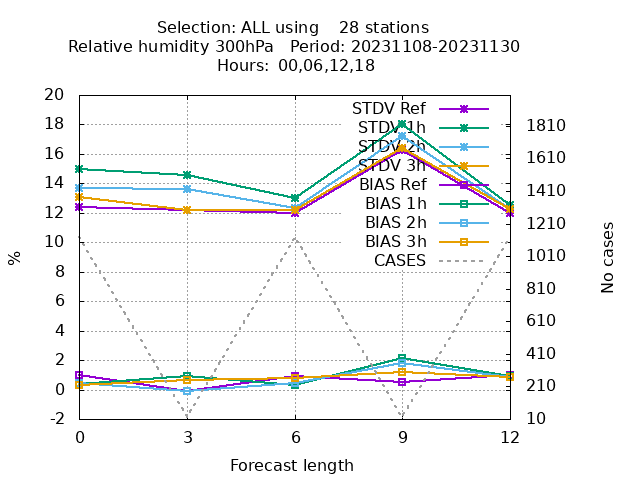 Selection: ALL using    28 stations
Relative humidity 300hPa   Period: 20231108-20231130
Hours:  00,06,12,18
20
18
16
14
12
10
8
6
4
2
0
-2
%
STDV Ref
STDV 1h
STDV 2h
STDV 3h
BIAS Ref
BIAS 1h
BIAS 2h
BIAS 3h
CASES
1810
1610
1410
1210
1010
810
610
410
210
10
No cases
0 3 6 9 12
Forecast length